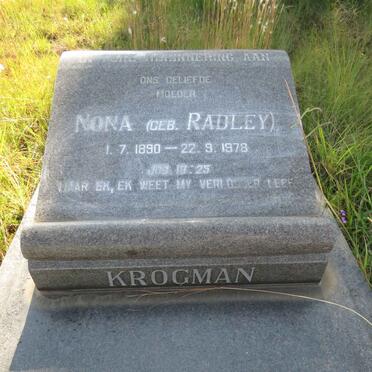 HERINNERING AAN
ONS GELIEFDE
MOEDER
NONA (GEB. RADLEY)
1. 7. 1890 — 22. 9. 1978
JOB 19:25
MAAR EK, EK WEET MY VERLOSSER LEEF
KROGMAN